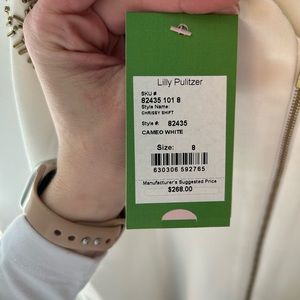 Lilly Pulitzer
SKU #
82435 101 8
Style Name:
CHRISSY SHIFT
Style #: 82435
CAMEO WHITE
Size: 8
630306 592765
Manufacturer's Suggested Price
$268.00